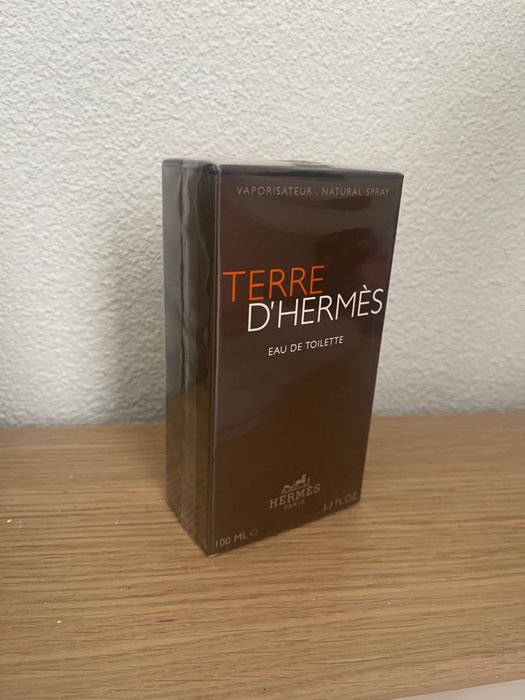 VAPORISATEUR . NATURAL SPRAY
TERRE
D'HERMÈS
EAU DE TOILETTE
HERMÈS
PARIS
100 ML ℮ 3.3 FL.OZ.